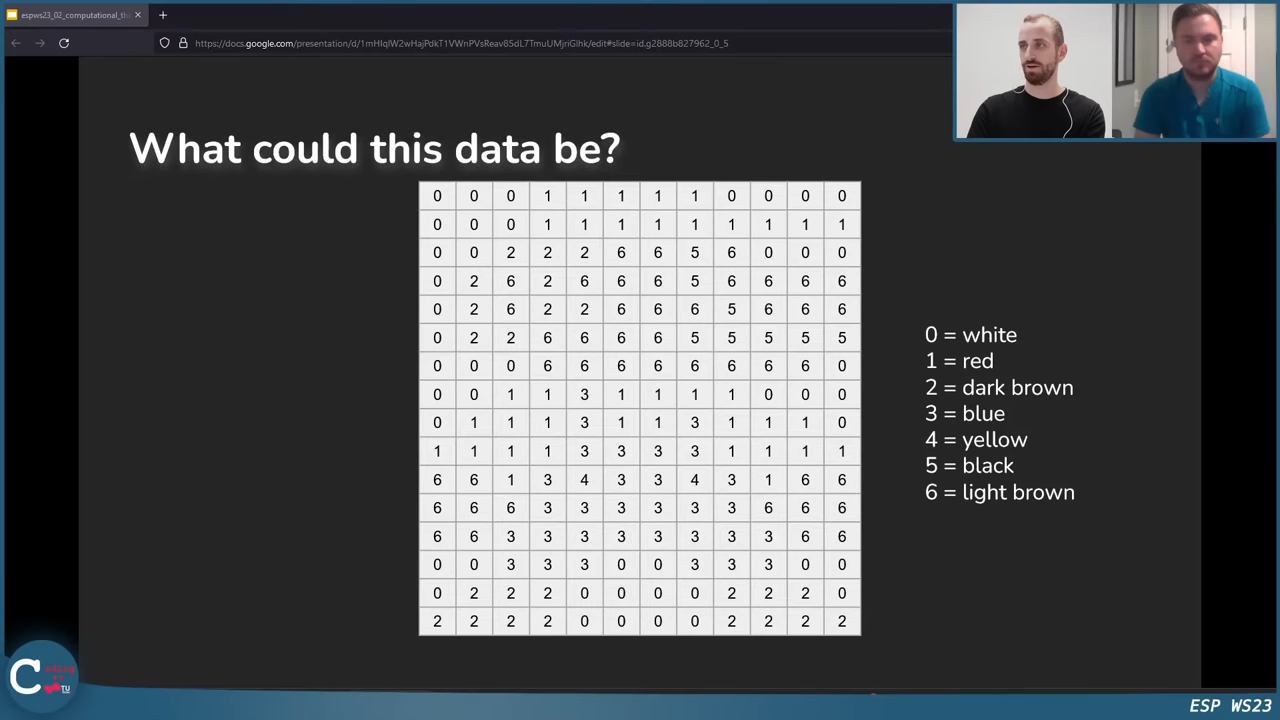 espws23_02_computational_th
https://docs.google.com/presentation/d/1mHIqlW2wHajPdkT1VWnPVsReav85dL7TmuUMjriGlhk/edit#slide=id.g2888b827962_0_5
What could this data be?
0 0 0 1 1 1 1 1 0 0 0 0
0 0 0 1 1 1 1 1 1 1 1 1
0 0 2 2 2 6 6 5 6 0 0 0
0 2 6 2 6 6 6 5 6 6 6 6
0 2 6 2 2 6 6 6 5 6 6 6
0 2 2 6 6 6 6 5 5 5 5 5
0 0 0 6 6 6 6 6 6 6 6 0
0 0 1 1 3 1 1 1 1 0 0 0
0 1 1 1 3 1 1 3 1 1 1 0
1 1 1 1 3 3 3 3 1 1 1 1
6 6 1 3 4 3 3 4 3 1 6 6
6 6 6 3 3 3 3 3 3 6 6 6
6 6 3 3 3 3 3 3 3 3 6 6
0 0 3 3 3 0 0 3 3 3 0 0
0 2 2 2 0 0 0 0 2 2 2 0
2 2 2 2 0 0 0 0 2 2 2 2
0 = white
1 = red
2 = dark brown
3 = blue
4 = yellow
5 = black
6 = light brown
C
TU
ESP WS23